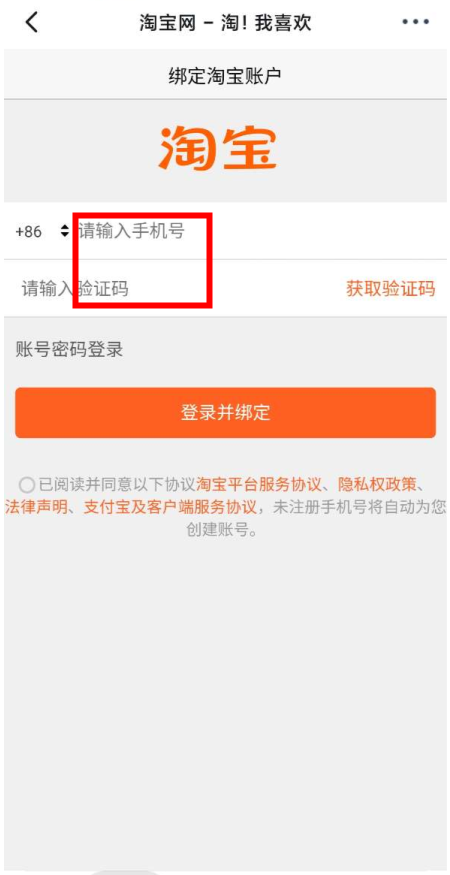 淘宝网 - 淘! 我喜欢
绑定淘宝账户
淘宝
+86 请输入手机号
请输入验证码 获取验证码
账号密码登录
登录并绑定
已阅读并同意以下协议淘宝平台服务协议、隐私权政策、
法律声明、支付宝及客户端服务协议，未注册手机号将自动为您
创建账号。